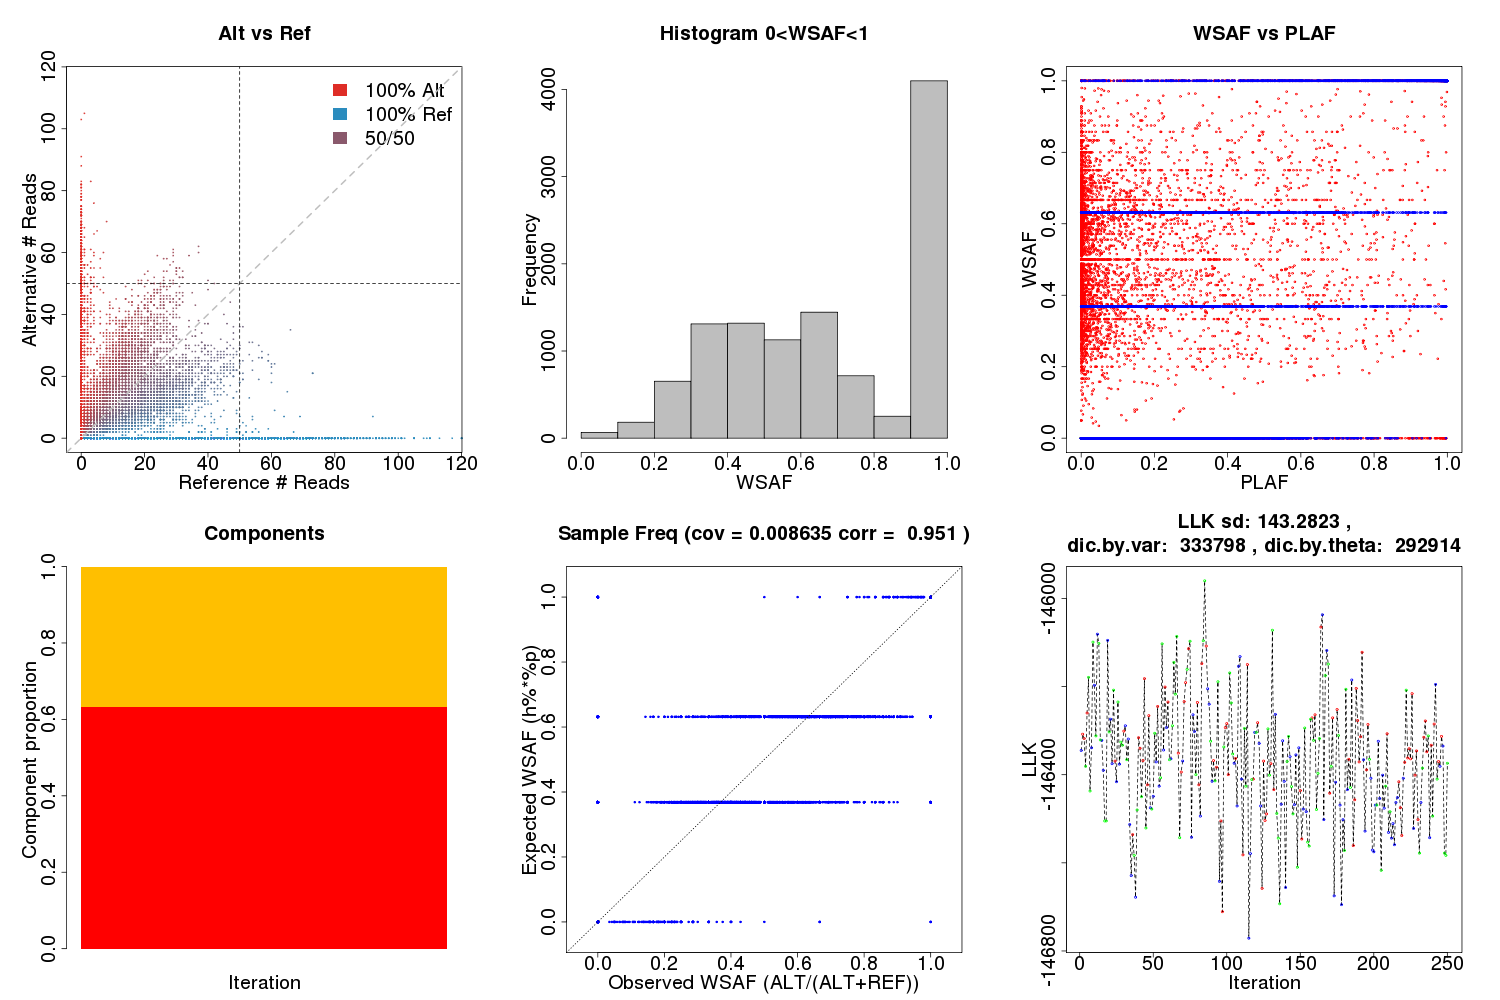 Alt vs Ref
120
100
80
60
40
20
0
Alternative # Reads
100% Alt
100% Ref
50/50
0 20 40 60 80 100 120
Reference # Reads
Histogram 0<WSAF<1
4000
3000
2000
1000
0
Frequency
0.0 0.2 0.4 0.6 0.8 1.0
WSAF
WSAF vs PLAF
1.0
0.8
0.6
0.4
0.2
0.0
WSAF
0.0 0.2 0.4 0.6 0.8 1.0
PLAF
Components
1.0
0.8
0.6
0.4
0.2
0.0
Component proportion
Iteration
Sample Freq (cov = 0.008635 corr = 0.951 )
1.0
0.8
0.6
0.4
0.2
0.0
Expected WSAF (h%*%p)
0.0 0.2 0.4 0.6 0.8 1.0
Observed WSAF (ALT/(ALT+REF))
LLK sd: 143.2823 ,
dic.by.var: 333798 , dic.by.theta: 292914
-146000
-146400
-146800
LLK
0 50 100 150 200 250
Iteration